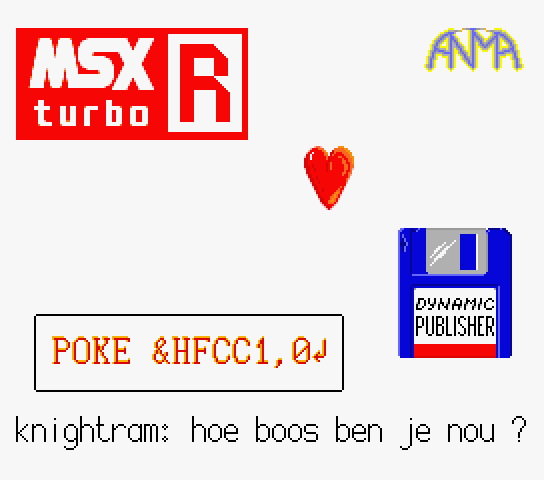 MSX
turbo R
ANMA
DYNAMIC
PUBLISHER
POKE &HFCC1,0↲
knightram: hoe boos ben je nou ?